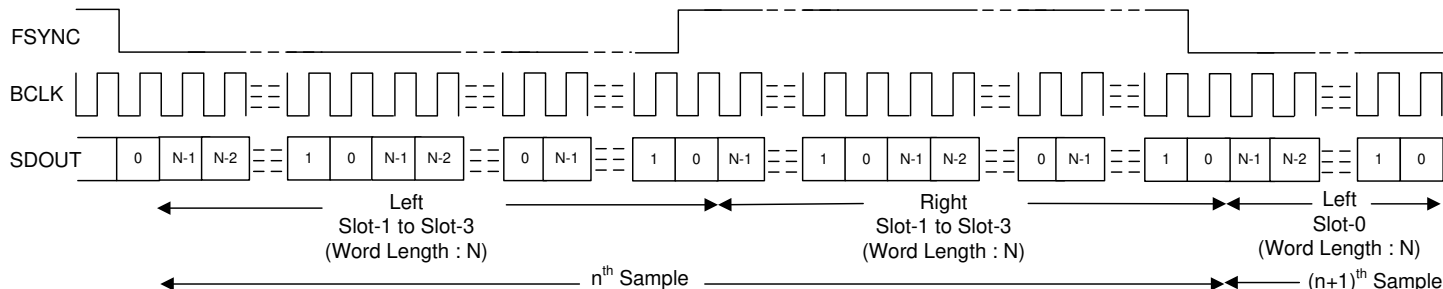 FSYNC
BCLK
SDOUT 0 N-1 N-2 1 0 N-1 N-2 0 N-1 1 0 N-1 1 0 N-1 N-2 0 N-1 1 0 N-1 N-2 1 0
Left Right Left
Slot-1 to Slot-3 Slot-1 to Slot-3 Slot-0
(Word Length : N) (Word Length : N) (Word Length : N)
nth Sample (n+1)th Sample